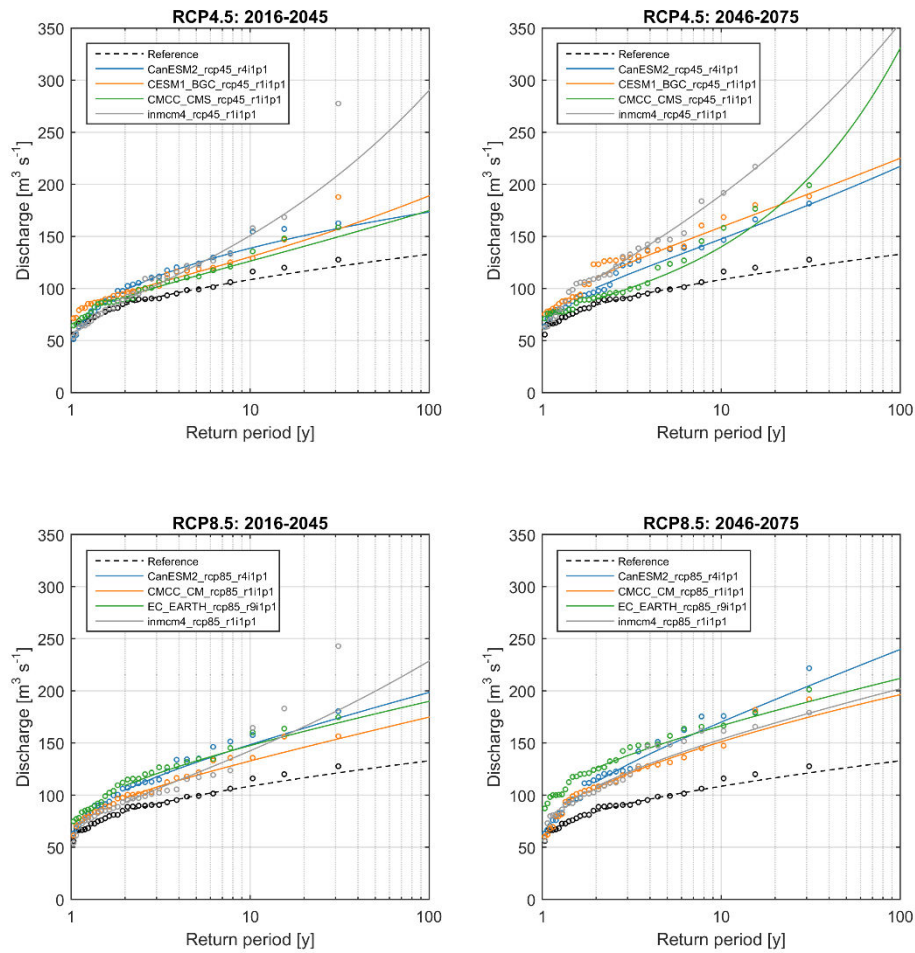 RCP4.5: 2016-2045
350
300
250
200
150
100
50
0
Discharge [m³ s⁻¹]
Reference
CanESM2_rcp45_r4i1p1
CESM1_BGC_rcp45_r1i1p1
CMCC_CMS_rcp45_r1i1p1
inmcm4_rcp45_r1i1p1
1
10
100
Return period [y]
RCP4.5: 2046-2075
350
300
250
200
150
100
50
0
Discharge [m³ s⁻¹]
Reference
CanESM2_rcp45_r4i1p1
CESM1_BGC_rcp45_r1i1p1
CMCC_CMS_rcp45_r1i1p1
inmcm4_rcp45_r1i1p1
1
10
100
Return period [y]
RCP8.5: 2016-2045
350
300
250
200
150
100
50
0
Discharge [m³ s⁻¹]
Reference
CanESM2_rcp85_r4i1p1
CMCC_CM_rcp85_r1i1p1
EC_EARTH_rcp85_r9i1p1
inmcm4_rcp85_r1i1p1
1
10
100
Return period [y]
RCP8.5: 2046-2075
350
300
250
200
150
100
50
0
Discharge [m³ s⁻¹]
Reference
CanESM2_rcp85_r4i1p1
CMCC_CM_rcp85_r1i1p1
EC_EARTH_rcp85_r9i1p1
inmcm4_rcp85_r1i1p1
1
10
100
Return period [y]